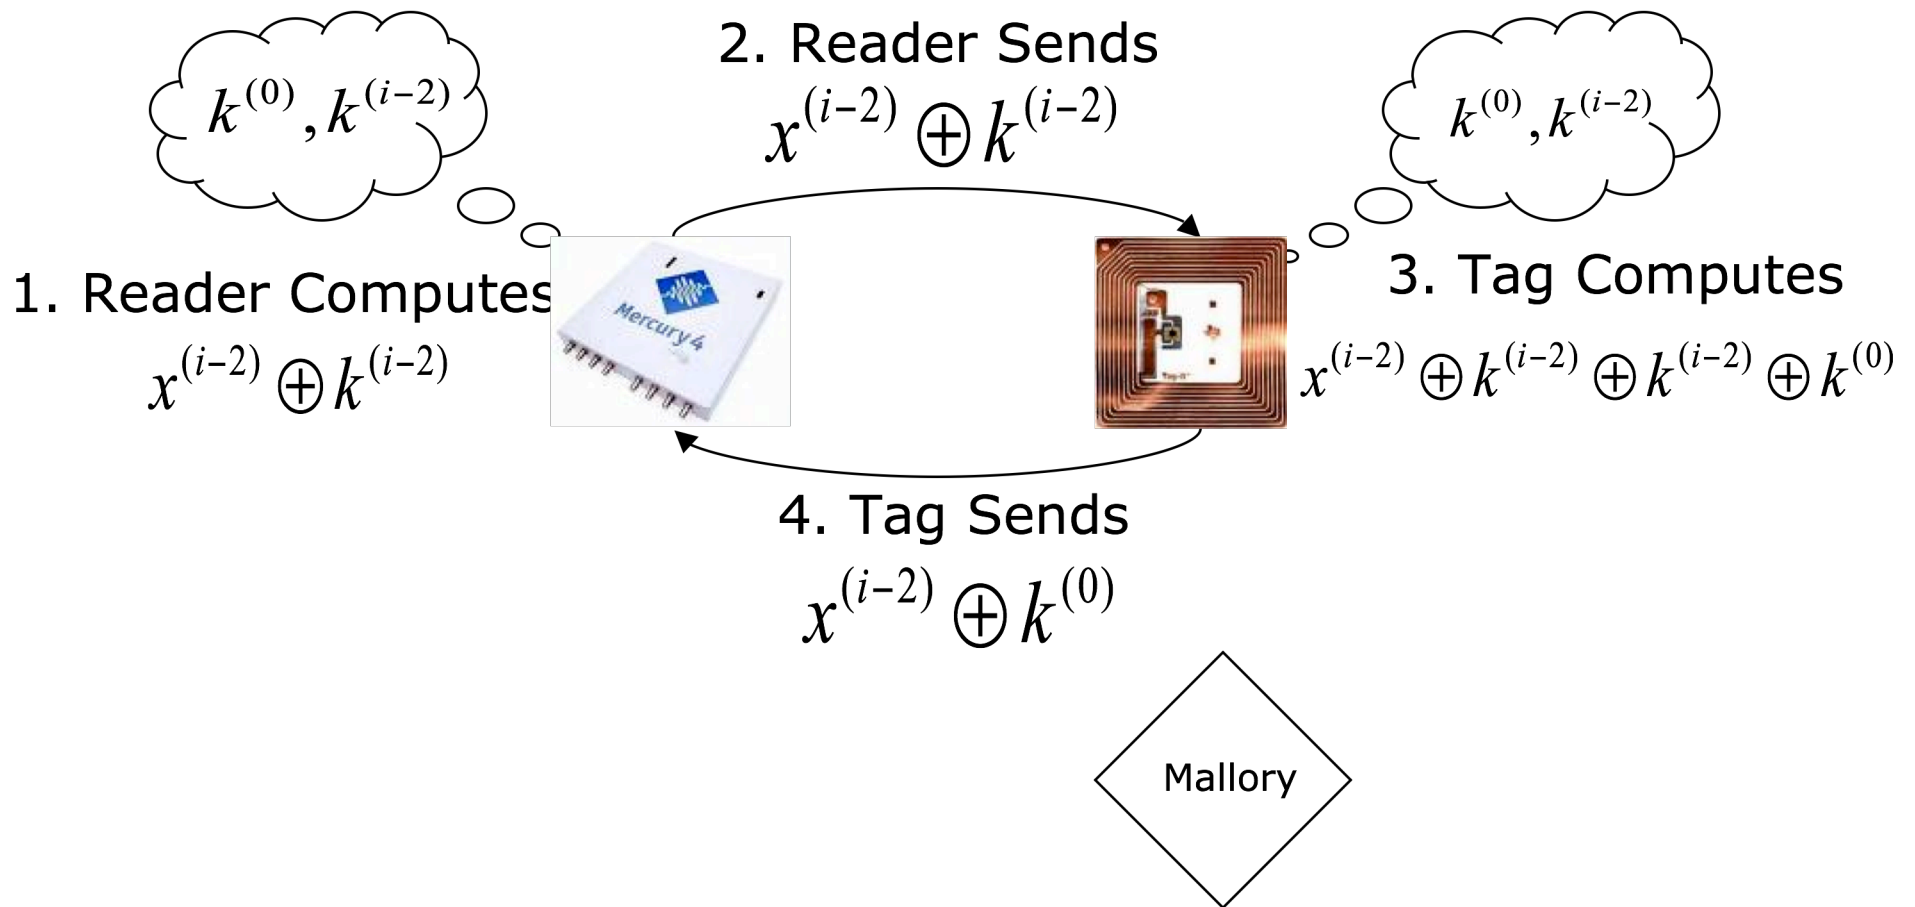 2. Reader Sends
x^(i−2) ⊕ k^(i−2)
k^(0), k^(i−2)
k^(0), k^(i−2)
1. Reader Computes
x^(i−2) ⊕ k^(i−2)
Mercury4
3. Tag Computes
x^(i−2) ⊕ k^(i−2) ⊕ k^(i−2) ⊕ k^(0)
4. Tag Sends
x^(i−2) ⊕ k^(0)
Mallory